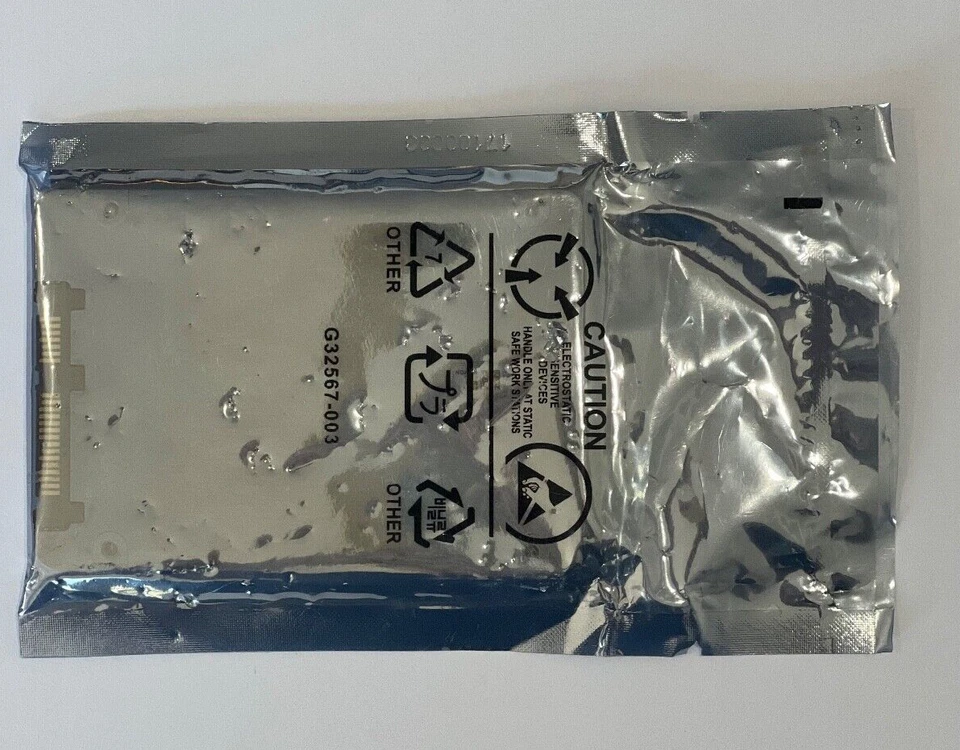 CAUTION
ELECTROSTATIC
SENSITIVE
DEVICES
HANDLE ONLY AT STATIC
SAFE WORK STATIONS
7
OTHER
プラ
비닐류
OTHER
G32567-003